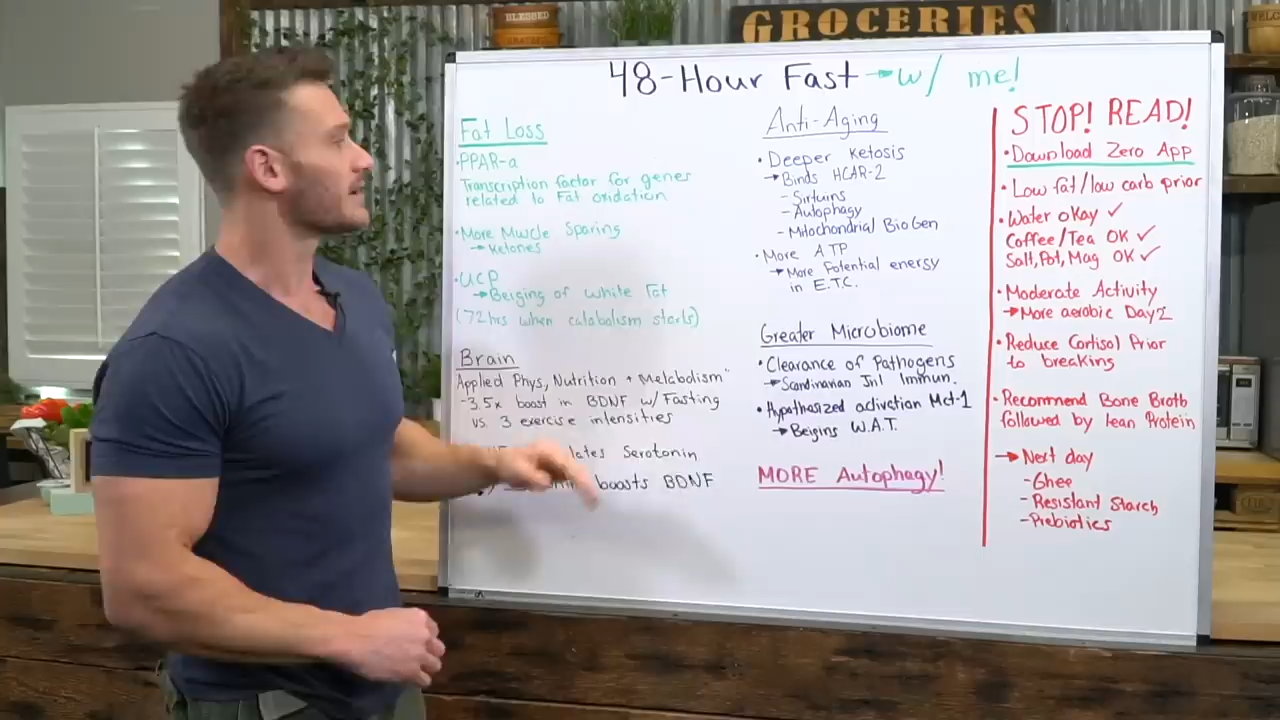 BLESSED
GRATEFUL
GROCERIES
48-Hour Fast → w/ me!
Fat Loss
•PPAR-a
Transcription factor for genes
related to Fat oxidation
•More Muscle Sparing
→ Ketones
•UCP
→Beiging of white Fat
(72hrs when catabolism starts)
Brain
Applied Phys, Nutrition + Metabolism"
-3.5x boost in BDNF w/ Fasting
vs. 3 exercise intensities
lates Serotonin
boosts BDNF
Anti-Aging
• Deeper Ketosis
→ Binds HCAR-2
- Sirtuins
- Autophagy
- Mitochondrial BioGen
• More ATP
→ More Potential energy
in E.T.C.
Greater Microbiome
• Clearance of Pathogens
→ Scandinavian Jnl Immun.
• Hypothesized activation Mct-1
→ Beigins W.A.T.
MORE Autophagy!
STOP! READ!
• Download Zero App
• Low fat/low carb prior
• Water okay ✓
Coffee/Tea OK ✓
Salt, Pot, Mag OK ✓
• Moderate Activity
→ More aerobic Day 2
• Reduce Cortisol Prior
to breaking
• Recommend Bone Broth
followed by Lean Protein
→ Next day
- Ghee
- Resistant Starch
- Prebiotics